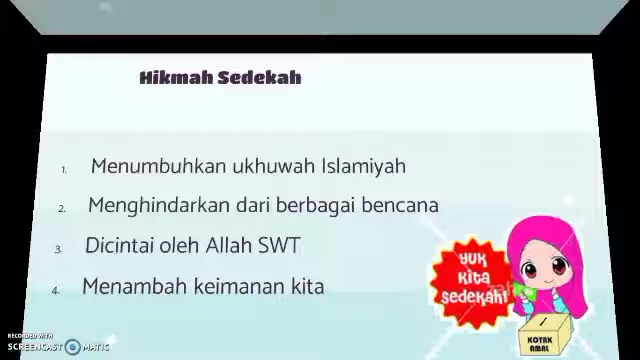 Hikmah Sedekah
1. Menumbuhkan ukhuwah Islamiyah
2. Menghindarkan dari berbagai bencana
3. Dicintai oleh Allah SWT
4. Menambah keimanan kita
YUK
KITA
SEDEKAH!
KOTAK
AMAL
RECORDED WITH
SCREENCAST MATIC